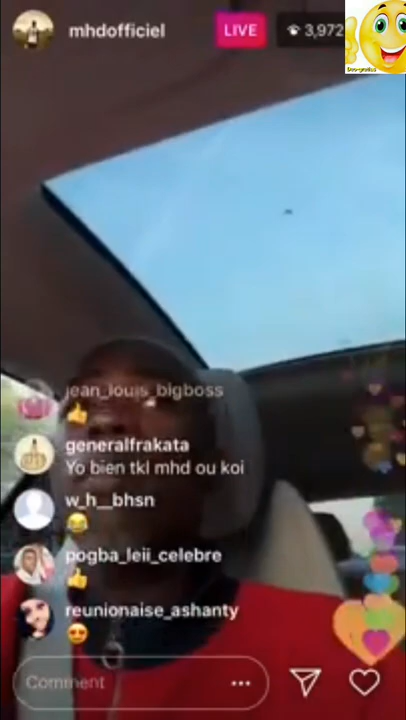 mhdofficiel
LIVE
3,972
jean_louis_bigboss
👍
generalfrakata
Yo bien tkl mhd ou koi
w_h__bhsn
😂
pogba_leii_celebre
👍
reunionaise_ashanty
😍
Comment